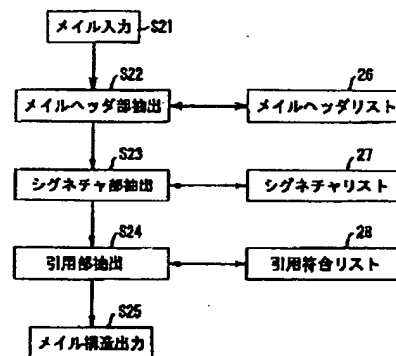 メイル入力 S21
S22 26
メイルヘッダ部抽出 メイルヘッダリスト
S23 27
シグネチャ部抽出 シグネチャリスト
S24 28
引用部抽出 引用符合リスト
S25
メイル構造出力